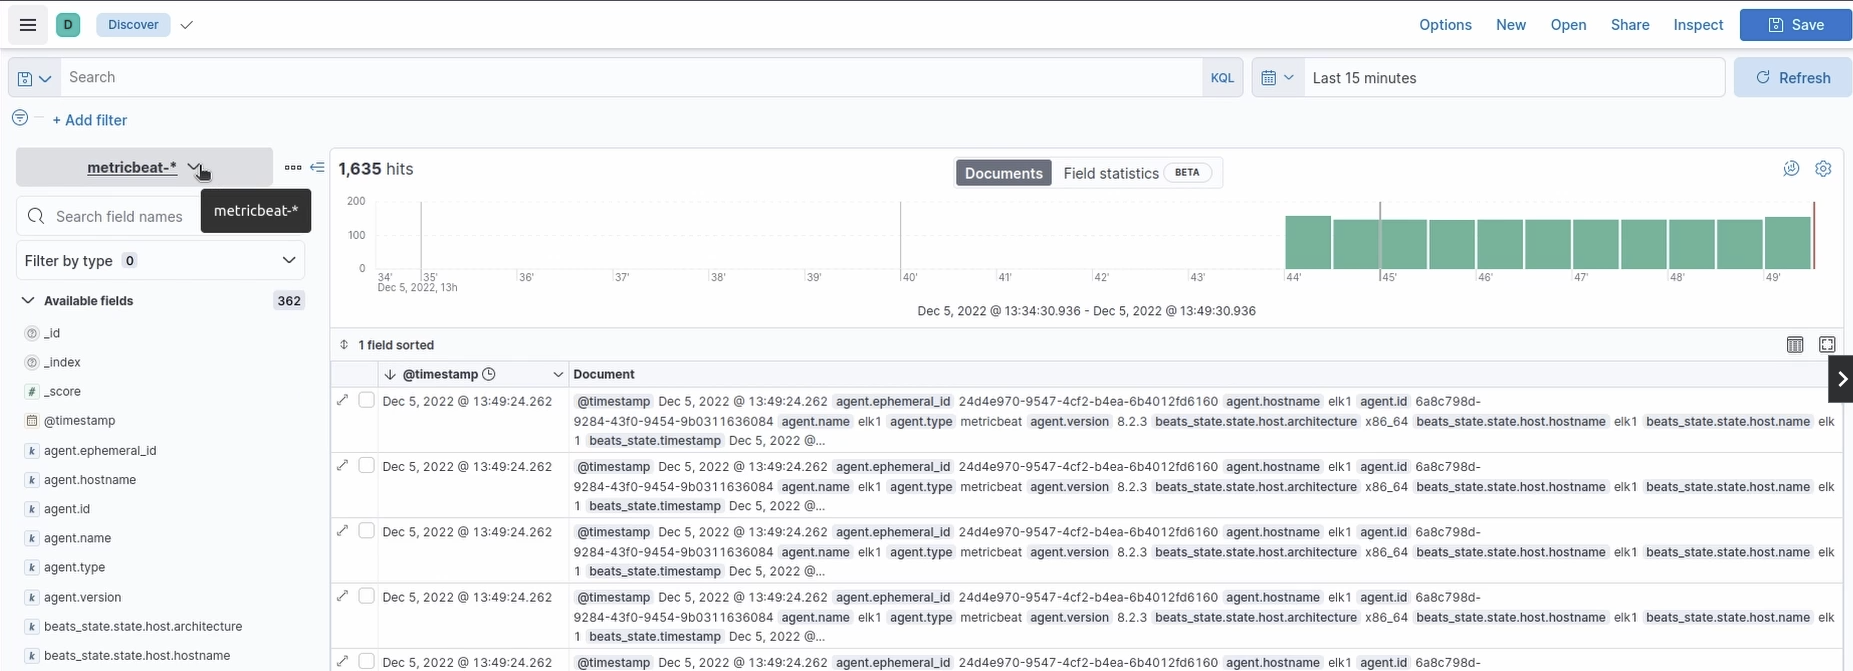 D Discover Options New Open Share Inspect Save
Search KQL Last 15 minutes Refresh
+ Add filter
metricbeat-*
metricbeat-*
Search field names
Filter by type 0
Available fields 362
_id
_index
_score
@timestamp
agent.ephemeral_id
agent.hostname
agent.id
agent.name
agent.type
agent.version
beats_state.state.host.architecture
beats_state.state.host.hostname
1,635 hits
Documents Field statistics BETA
200
100
0
34' 35' 36' 37' 38' 39' 40' 41' 42' 43' 44' 45' 46' 47' 48' 49'
Dec 5, 2022, 13h
Dec 5, 2022 @ 13:34:30.936 - Dec 5, 2022 @ 13:49:30.936
1 field sorted
@timestamp Document
Dec 5, 2022 @ 13:49:24.262 @timestamp Dec 5, 2022 @ 13:49:24.262 agent.ephemeral_id 24d4e970-9547-4cf2-b4ea-6b4012fd6160 agent.hostname elk1 agent.id 6a8c798d-
9284-43f0-9454-9b0311636084 agent.name elk1 agent.type metricbeat agent.version 8.2.3 beats_state.state.host.architecture x86_64 beats_state.state.host.hostname elk1 beats_state.state.host.name elk
1 beats_state.timestamp Dec 5, 2022 @...
Dec 5, 2022 @ 13:49:24.262 @timestamp Dec 5, 2022 @ 13:49:24.262 agent.ephemeral_id 24d4e970-9547-4cf2-b4ea-6b4012fd6160 agent.hostname elk1 agent.id 6a8c798d-
9284-43f0-9454-9b0311636084 agent.name elk1 agent.type metricbeat agent.version 8.2.3 beats_state.state.host.architecture x86_64 beats_state.state.host.hostname elk1 beats_state.state.host.name elk
1 beats_state.timestamp Dec 5, 2022 @...
Dec 5, 2022 @ 13:49:24.262 @timestamp Dec 5, 2022 @ 13:49:24.262 agent.ephemeral_id 24d4e970-9547-4cf2-b4ea-6b4012fd6160 agent.hostname elk1 agent.id 6a8c798d-
9284-43f0-9454-9b0311636084 agent.name elk1 agent.type metricbeat agent.version 8.2.3 beats_state.state.host.architecture x86_64 beats_state.state.host.hostname elk1 beats_state.state.host.name elk
1 beats_state.timestamp Dec 5, 2022 @...
Dec 5, 2022 @ 13:49:24.262 @timestamp Dec 5, 2022 @ 13:49:24.262 agent.ephemeral_id 24d4e970-9547-4cf2-b4ea-6b4012fd6160 agent.hostname elk1 agent.id 6a8c798d-
9284-43f0-9454-9b0311636084 agent.name elk1 agent.type metricbeat agent.version 8.2.3 beats_state.state.host.architecture x86_64 beats_state.state.host.hostname elk1 beats_state.state.host.name elk
1 beats_state.timestamp Dec 5, 2022 @...
Dec 5, 2022 @ 13:49:24.262 @timestamp Dec 5, 2022 @ 13:49:24.262 agent.ephemeral_id 24d4e970-9547-4cf2-b4ea-6b4012fd6160 agent.hostname elk1 agent.id 6a8c798d-